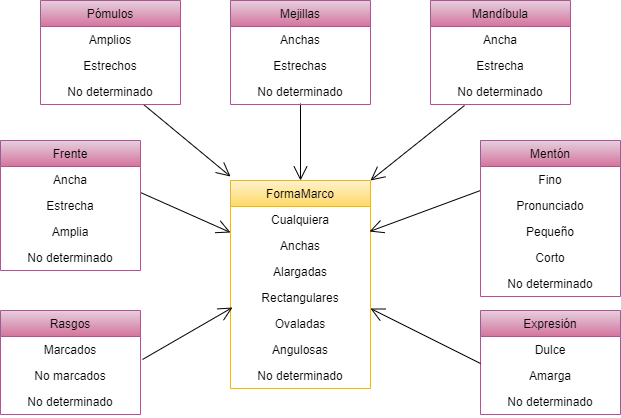 Pómulos
Amplios
Estrechos
No determinado
Mejillas
Anchas
Estrechas
No determinado
Mandíbula
Ancha
Estrecha
No determinado
Frente
Ancha
Estrecha
Amplia
No determinado
FormaMarco
Cualquiera
Anchas
Alargadas
Rectangulares
Ovaladas
Angulosas
No determinado
Mentón
Fino
Pronunciado
Pequeño
Corto
No determinado
Rasgos
Marcados
No marcados
No determinado
Expresión
Dulce
Amarga
No determinado